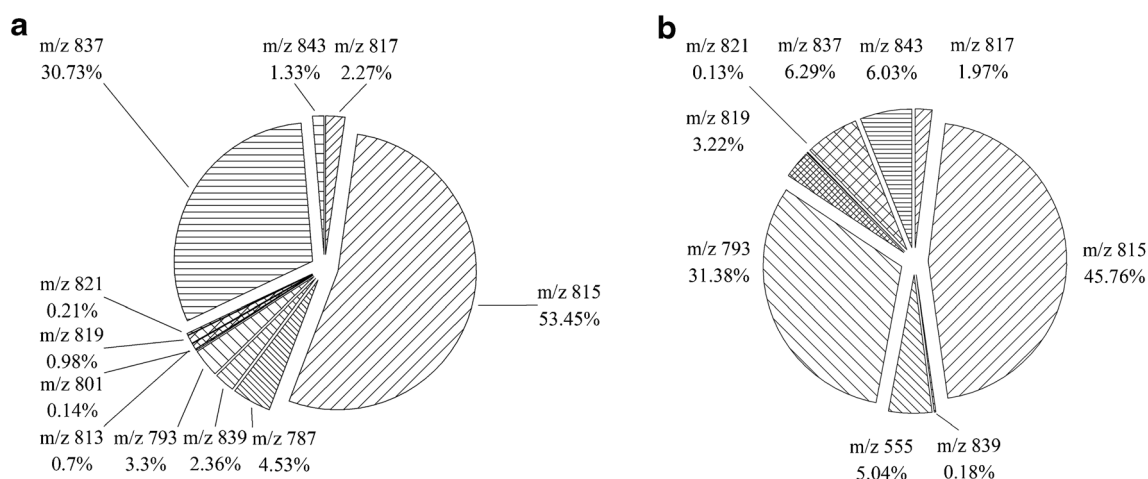 a
m/z 837
30.73%
m/z 843
1.33%
m/z 817
2.27%
m/z 815
53.45%
m/z 821
0.21%
m/z 819
0.98%
m/z 801
0.14%
m/z 813
0.7%
m/z 793
3.3%
m/z 839
2.36%
m/z 787
4.53%
b
m/z 821
0.13%
m/z 837
6.29%
m/z 843
6.03%
m/z 817
1.97%
m/z 819
3.22%
m/z 793
31.38%
m/z 815
45.76%
m/z 555
5.04%
m/z 839
0.18%